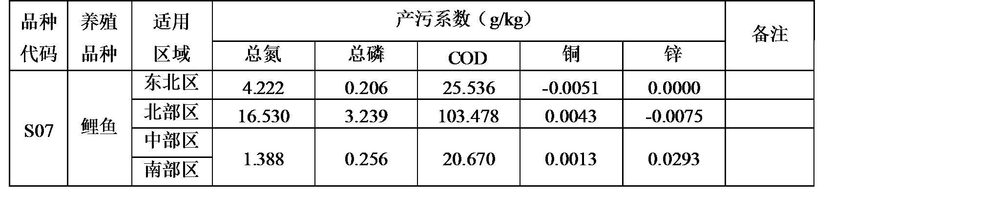 品种 养殖 适用 产污系数（g/kg） 备注
代码 品种 区域 总氮 总磷 COD 铜 锌
S07 鲤鱼 东北区 4.222 0.206 25.536 -0.0051 0.0000
北部区 16.530 3.239 103.478 0.0043 -0.0075
中部区 1.388 0.256 20.670 0.0013 0.0293
南部区